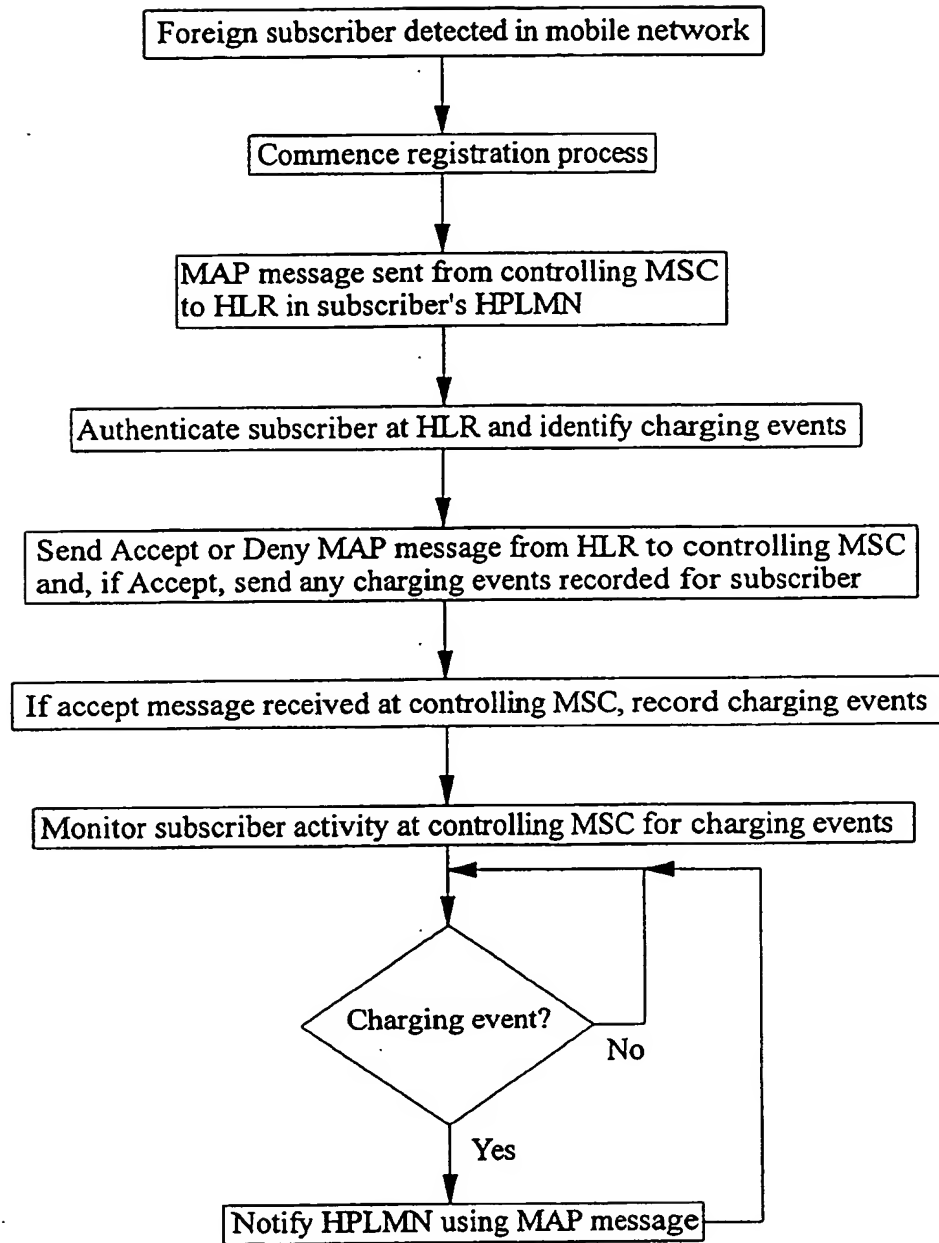 Foreign subscriber detected in mobile network
Commence registration process
MAP message sent from controlling MSC
to HLR in subscriber's HPLMN
Authenticate subscriber at HLR and identify charging events
Send Accept or Deny MAP message from HLR to controlling MSC
and, if Accept, send any charging events recorded for subscriber
If accept message received at controlling MSC, record charging events
Monitor subscriber activity at controlling MSC for charging events
Charging event?
No
Yes
Notify HPLMN using MAP message